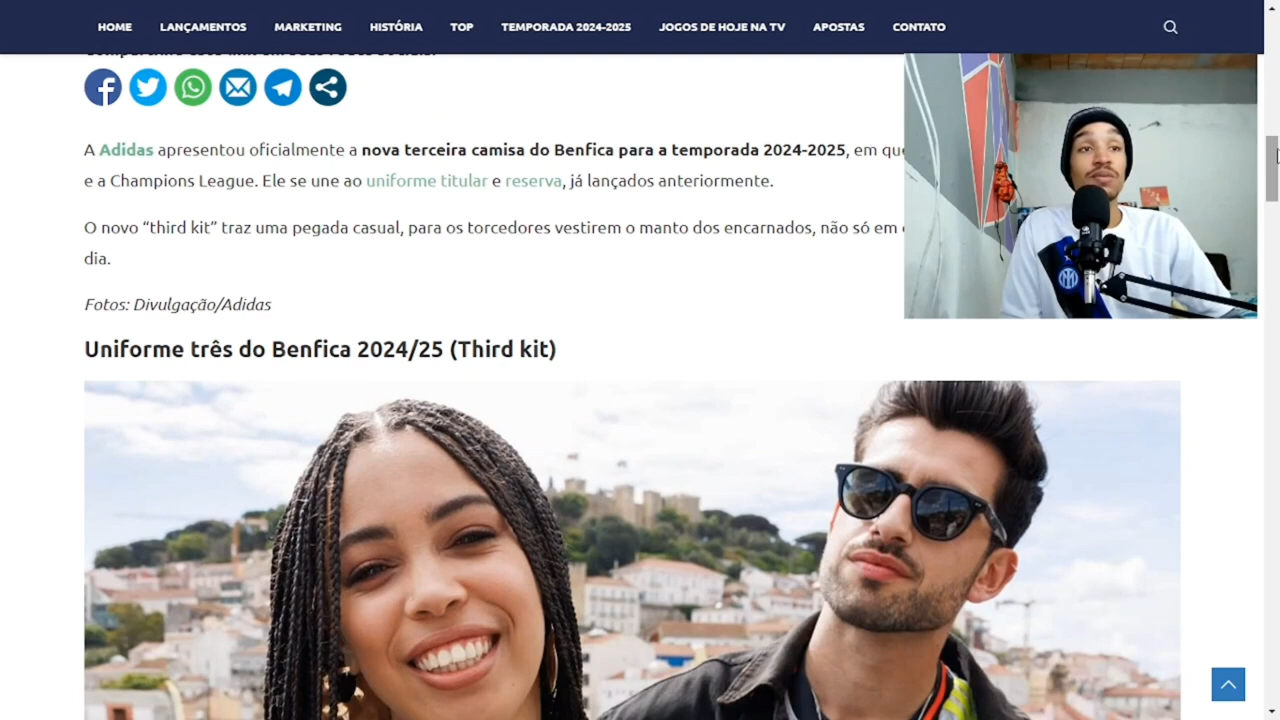 HOME LANÇAMENTOS MARKETING HISTÓRIA TOP TEMPORADA 2024-2025 JOGOS DE HOJE NA TV APOSTAS CONTATO
A Adidas apresentou oficialmente a nova terceira camisa do Benfica para a temporada 2024-2025, em
e a Champions League. Ele se une ao uniforme titular e reserva, já lançados anteriormente.
O novo “third kit” traz uma pegada casual, para os torcedores vestirem o manto dos encarnados, não só em
dia.
Fotos: Divulgação/Adidas
Uniforme três do Benfica 2024/25 (Third kit)